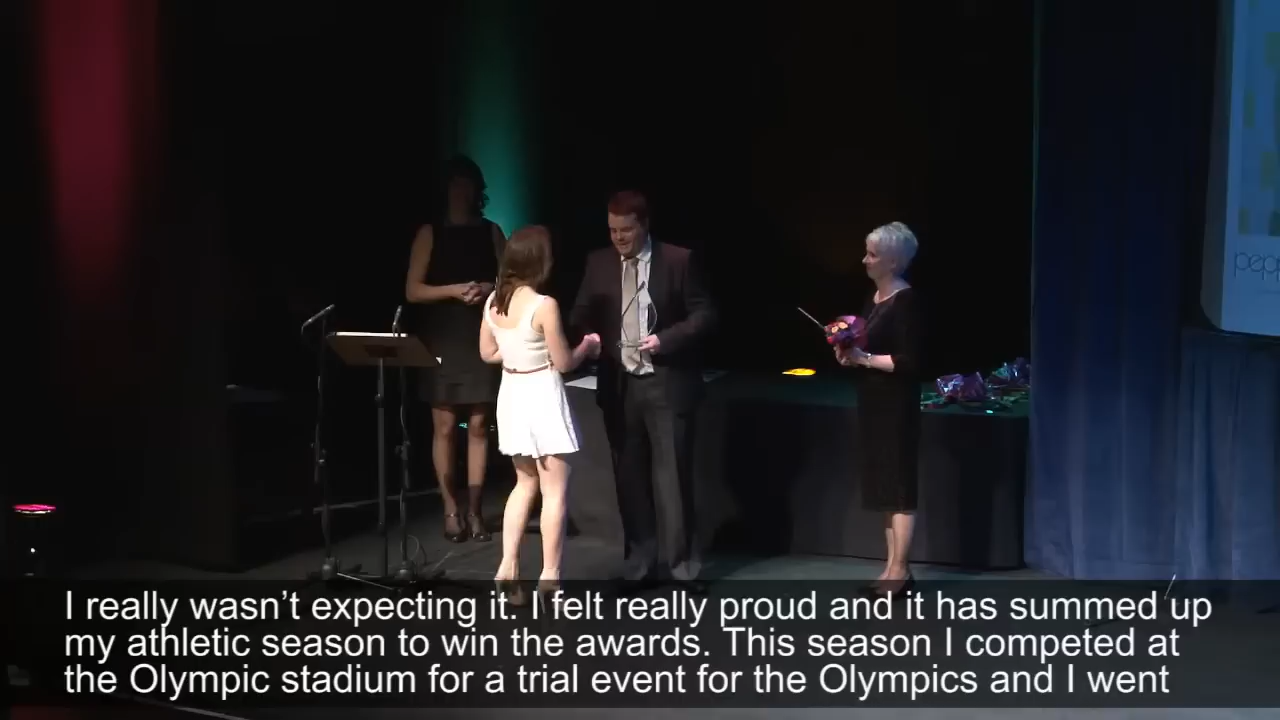 I really wasn’t expecting it. I felt really proud and it has summed up
my athletic season to win the awards. This season I competed at
the Olympic stadium for a trial event for the Olympics and I went